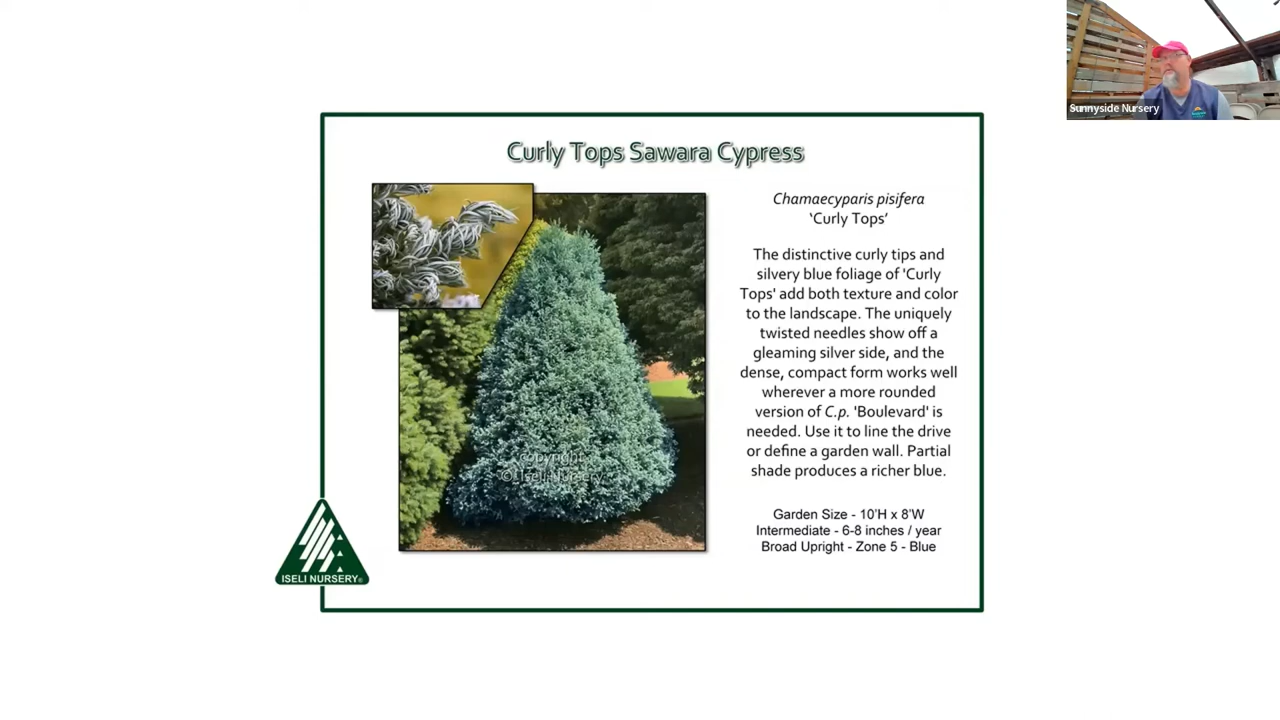 Sunnyside Nursery
Curly Tops Sawara Cypress
Chamaecyparis pisifera
‘Curly Tops’
The distinctive curly tips and
silvery blue foliage of 'Curly
Tops' add both texture and color
to the landscape. The uniquely
twisted needles show off a
gleaming silver side, and the
dense, compact form works well
wherever a more rounded
version of C.p. 'Boulevard' is
needed. Use it to line the drive
or define a garden wall. Partial
shade produces a richer blue.
Garden Size - 10’H x 8’W
Intermediate - 6-8 inches / year
Broad Upright - Zone 5 - Blue
copyright
© Iseli Nursery
ISELI NURSERY®